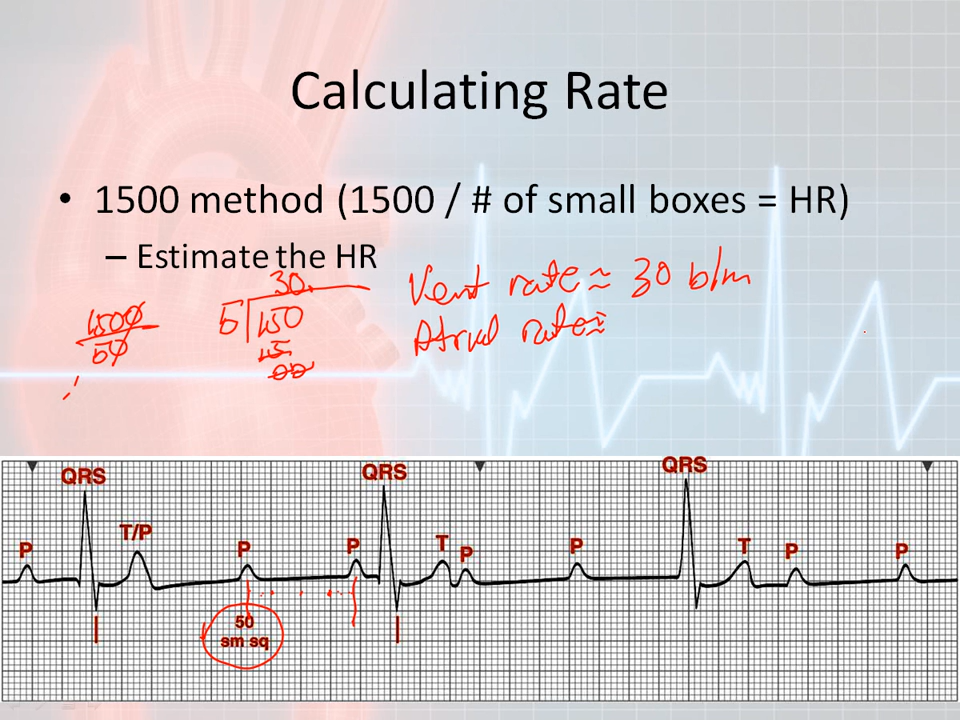 Calculating Rate
• 1500 method (1500 / # of small boxes = HR)
– Estimate the HR
30.
Vent rate ≈ 30 b/m
1500
5 150
Atrial rate ≈
50
15
00
QRS QRS QRS
T/P
P P P T P P T P P
50
sm sq